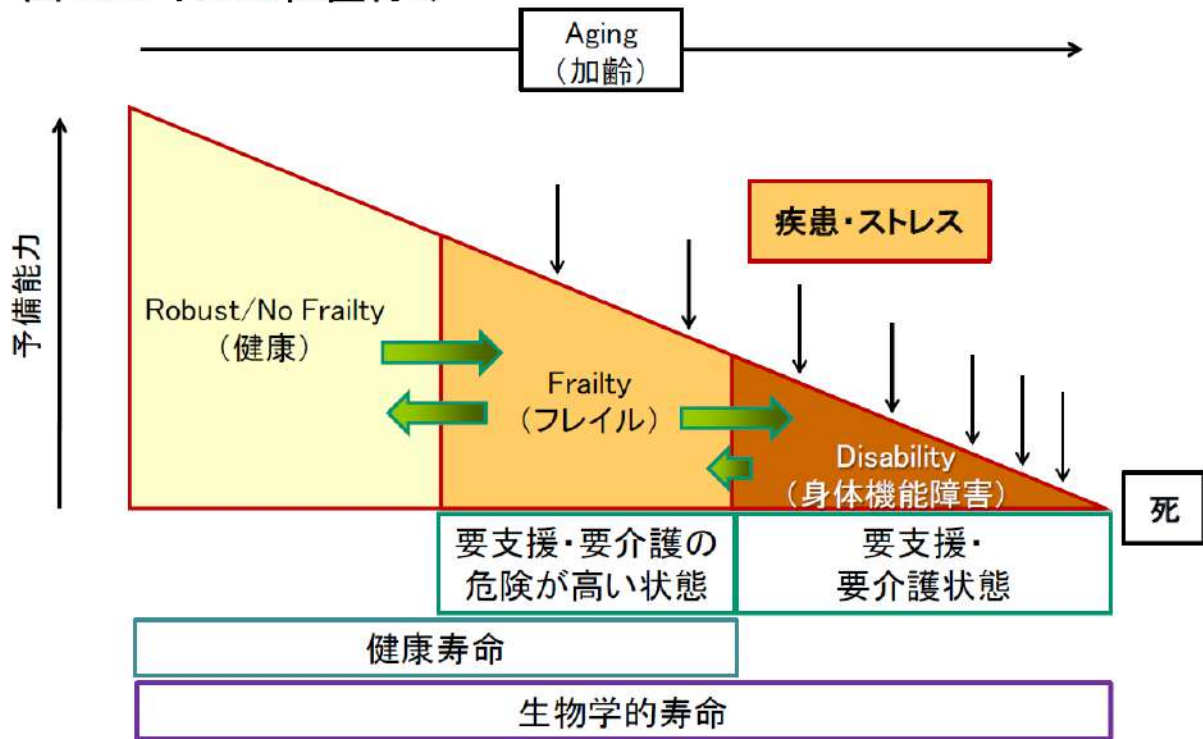 Aging
(加齢)
予備能力
疾患・ストレス
Robust/No Frailty
(健康)
Frailty
(フレイル)
Disability
(身体機能障害)
死
要支援・要介護の
危険が高い状態
要支援・
要介護状態
健康寿命
生物学的寿命